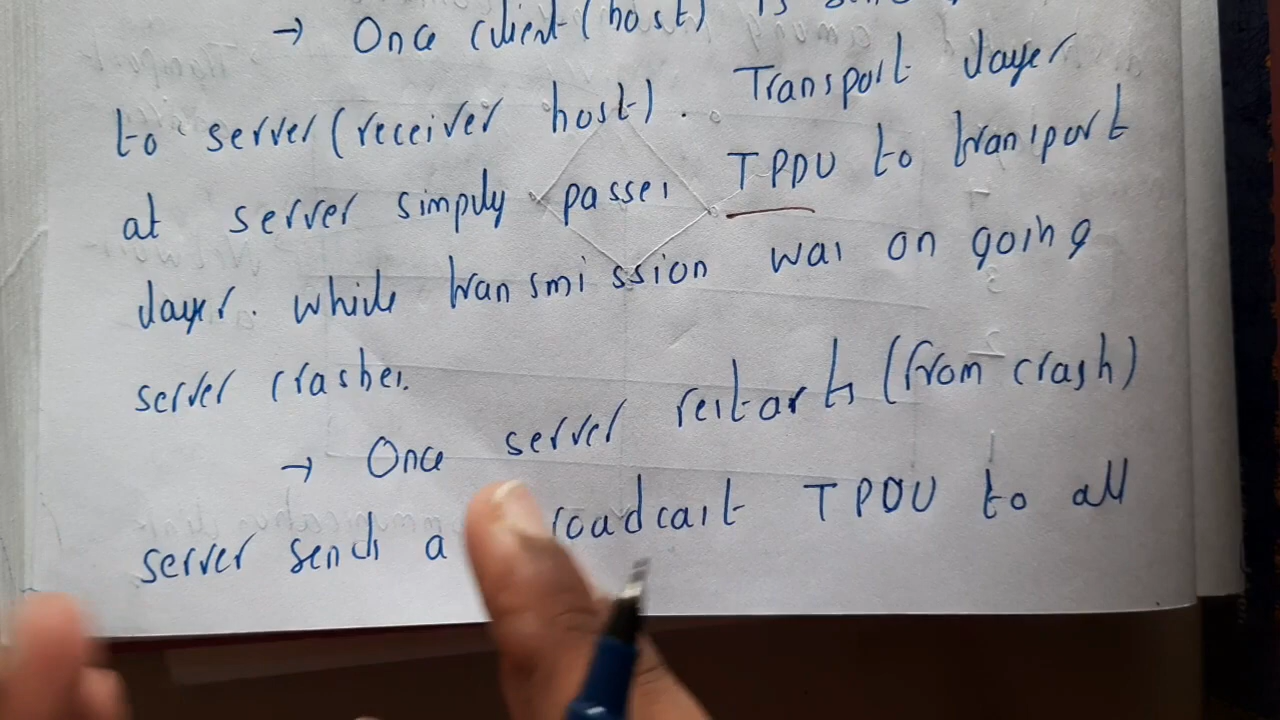 → Once client (host) is
to server (receiver host). Transport layer
at server simply passes TPDU to transport
layer. While transmission was on going
server crashes.
→ Once server restarts (from crash)
server sends a TPDU to all